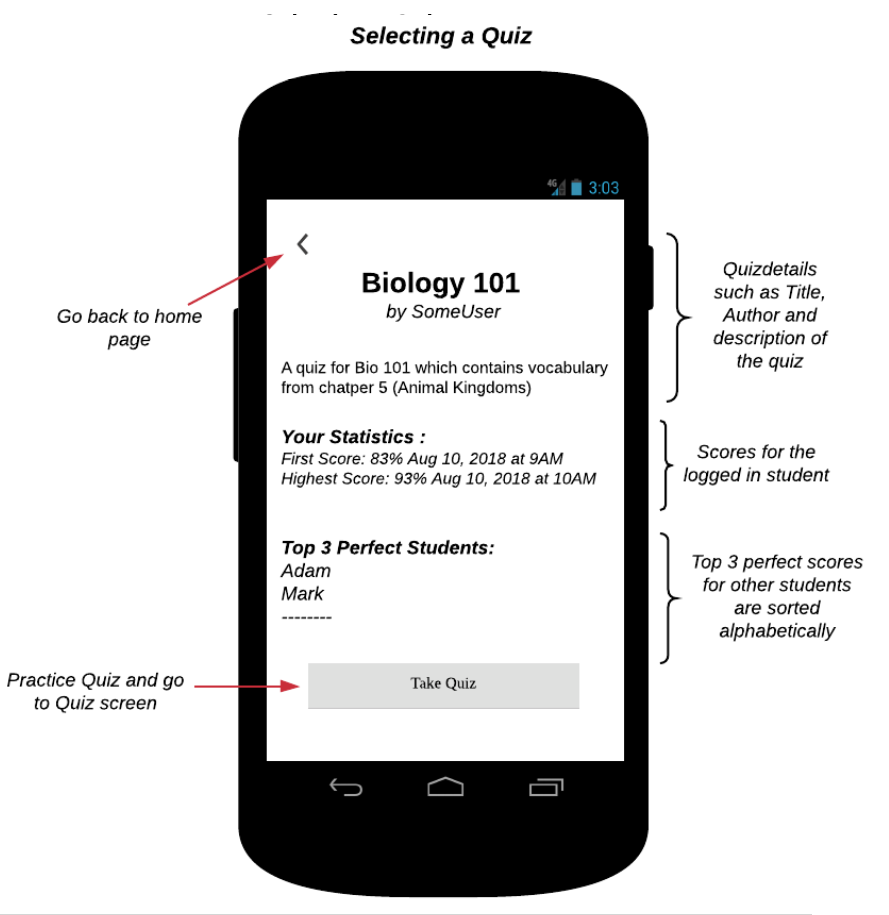 Selecting a Quiz
4G 3:03
Go back to home
page
Biology 101
by SomeUser
A quiz for Bio 101 which contains vocabulary
from chatper 5 (Animal Kingdoms)
Quizdetails
such as Title,
Author and
description of
the quiz
Your Statistics :
First Score: 83% Aug 10, 2018 at 9AM
Highest Score: 93% Aug 10, 2018 at 10AM
Scores for the
logged in student
Top 3 Perfect Students:
Adam
Mark
--------
Top 3 perfect scores
for other students
are sorted
alphabetically
Practice Quiz and go
to Quiz screen
Take Quiz